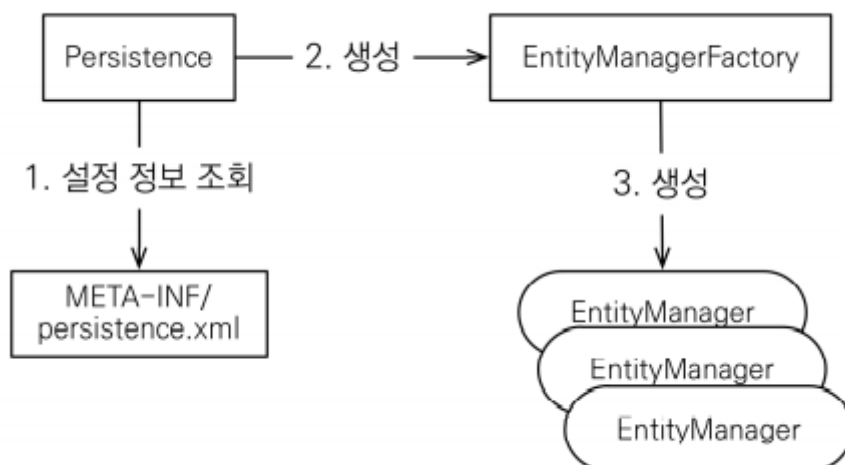 Persistence
2. 생성
EntityManagerFactory
1. 설정 정보 조회
3. 생성
META-INF/
persistence.xml
EntityManager
EntityManager
EntityManager